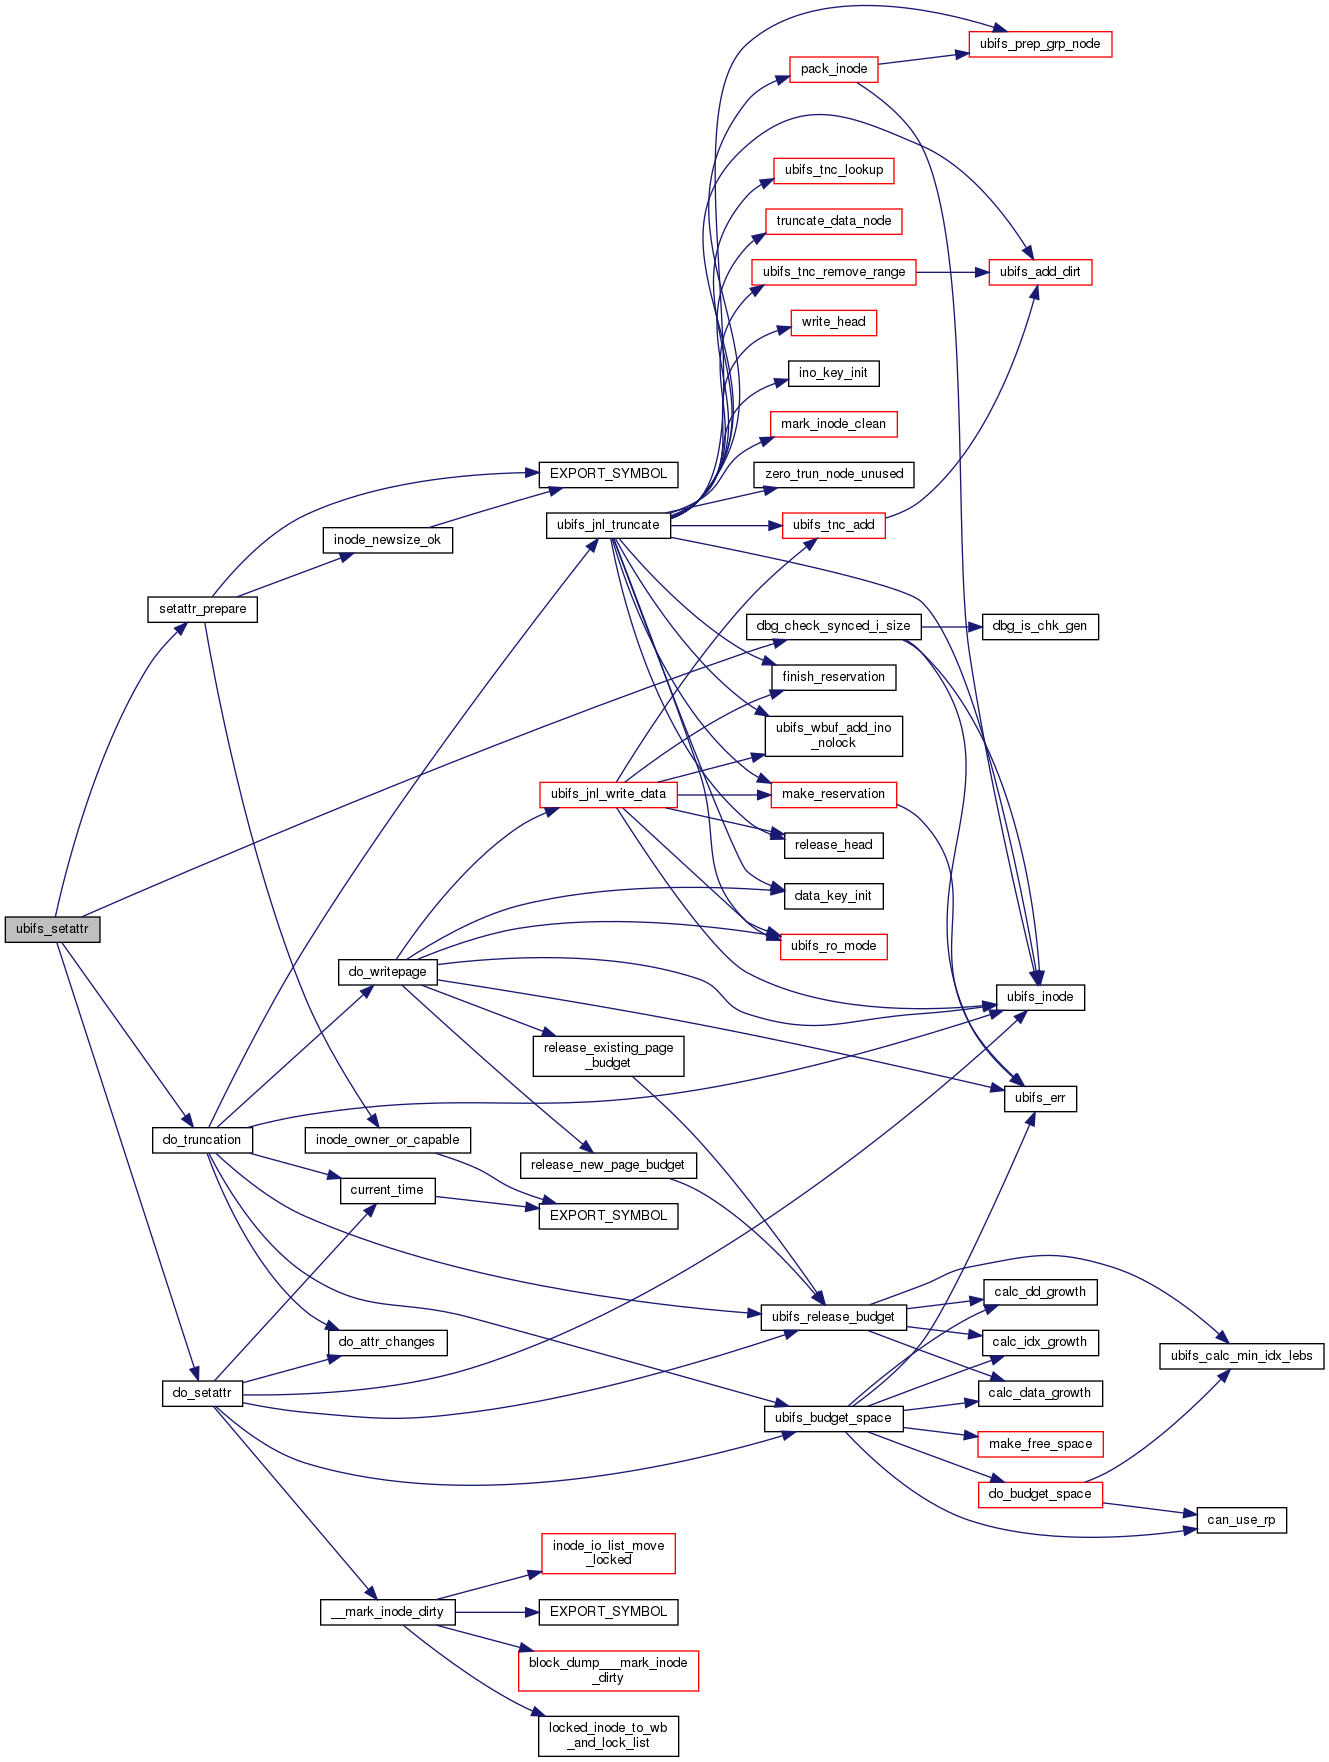 ubifs_prep_grp_node
pack_inode
ubifs_tnc_lookup
truncate_data_node
ubifs_tnc_remove_range
ubifs_add_dirt
write_head
ino_key_init
mark_inode_clean
EXPORT_SYMBOL
zero_trun_node_unused
ubifs_jnl_truncate
ubifs_tnc_add
inode_newsize_ok
setattr_prepare
dbg_check_synced_i_size
dbg_is_chk_gen
finish_reservation
ubifs_wbuf_add_ino
_nolock
ubifs_jnl_write_data
make_reservation
release_head
data_key_init
ubifs_setattr
ubifs_ro_mode
do_writepage
ubifs_inode
release_existing_page
_budget
ubifs_err
do_truncation
inode_owner_or_capable
release_new_page_budget
current_time
EXPORT_SYMBOL
calc_dd_growth
ubifs_release_budget
do_attr_changes
calc_idx_growth
ubifs_calc_min_idx_lebs
do_setattr
calc_data_growth
ubifs_budget_space
make_free_space
do_budget_space
can_use_rp
inode_io_list_move
_locked
__mark_inode_dirty
EXPORT_SYMBOL
block_dump___mark_inode
_dirty
locked_inode_to_wb
_and_lock_list